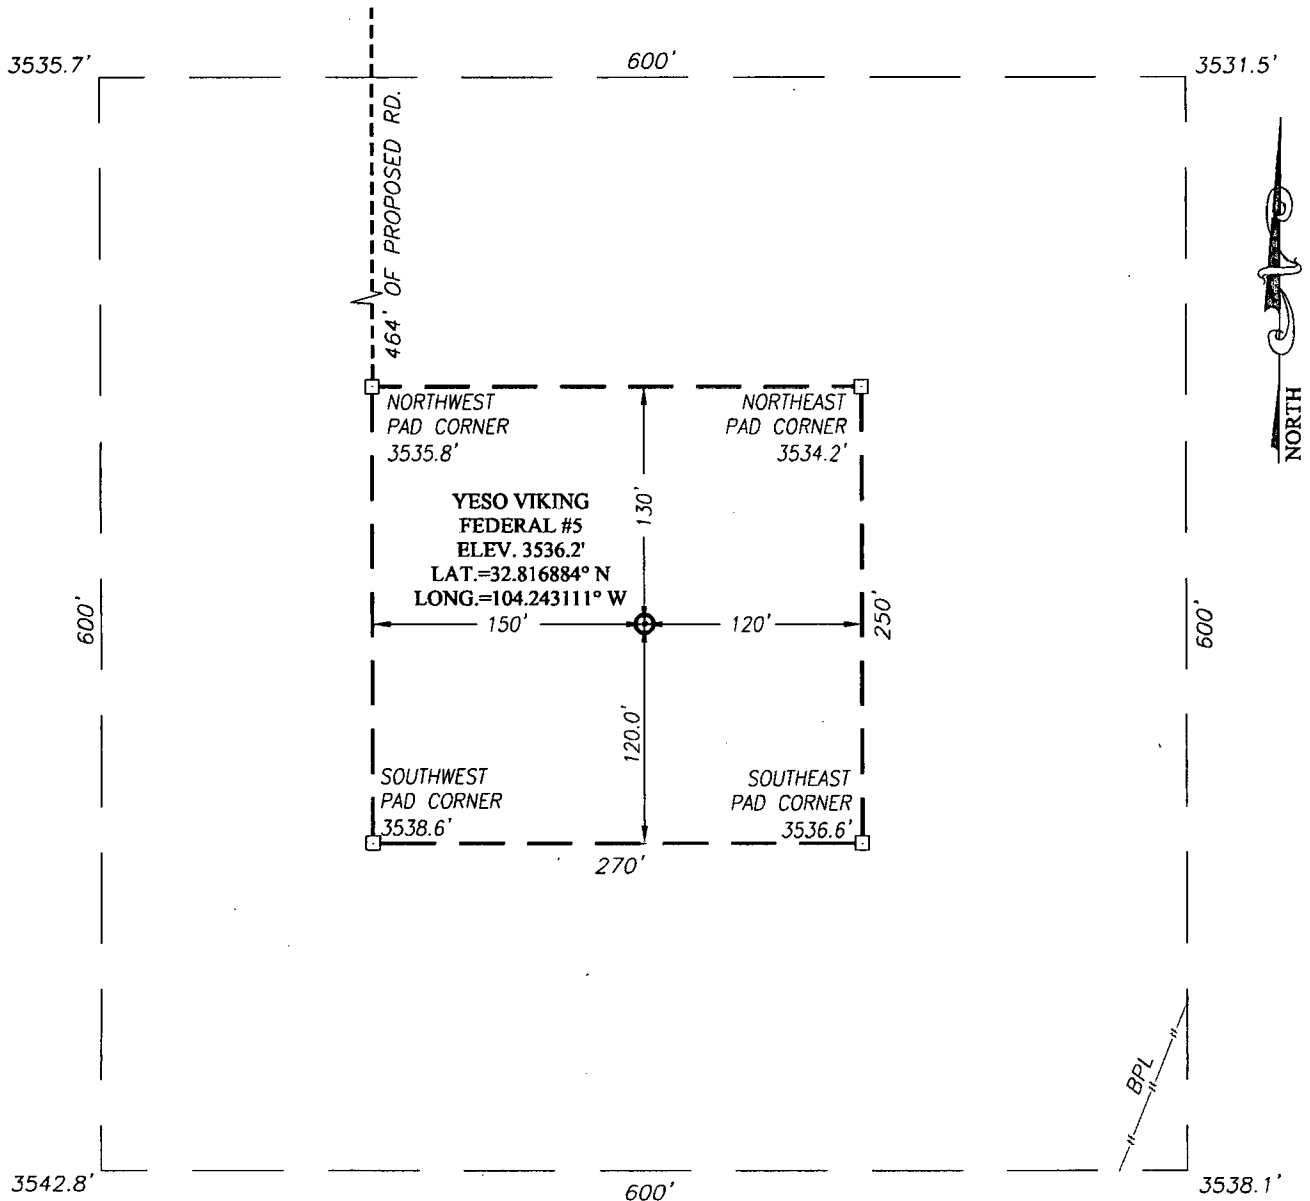 600'
3535.7'
3531.5'
464' OF PROPOSED RD.
NORTH
NORTHWEST
PAD CORNER
3535.8'
NORTHEAST
PAD CORNER
3534.2'
YESO VIKING
FEDERAL #5
ELEV. 3536.2'
LAT.=32.816884° N
LONG.=104.243111° W
130'
600'
150'
120'
250'
600'
120.0'
SOUTHWEST
PAD CORNER
3538.6'
SOUTHEAST
PAD CORNER
3536.6'
270'
BPL
3542.8'
600'
3538.1'